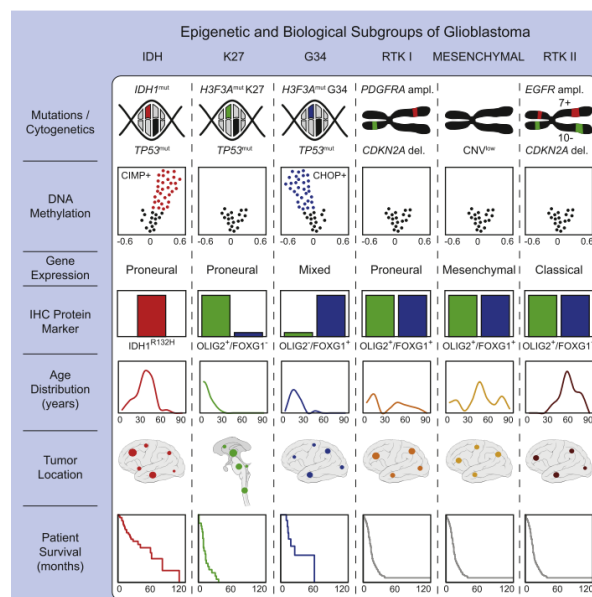 Epigenetic and Biological Subgroups of Glioblastoma
IDH K27 G34 RTK I MESENCHYMAL RTK II
Mutations / Cytogenetics
IDH1mut H3F3Amut K27 H3F3Amut G34 PDGFRA ampl. EGFR ampl.
7+
10-
TP53mut TP53mut TP53mut CDKN2A del. CNVlow CDKN2A del.
DNA Methylation
CIMP+ CHOP+
-0.6 0 0.6 -0.6 0 0.6 -0.6 0 0.6 -0.6 0 0.6 -0.6 0 0.6 -0.6 0 0.6
Gene Expression
Proneural Proneural Mixed Proneural Mesenchymal Classical
IHC Protein Marker
IDH1R132H OLIG2+/FOXG1- OLIG2-/FOXG1+ OLIG2+/FOXG1+ OLIG2+/FOXG1+ OLIG2+/FOXG1+
Age Distribution (years)
0 30 60 90 0 30 60 90 0 30 60 90 0 30 60 90 0 30 60 90 0 30 60 90
Tumor Location
Patient Survival (months)
0 60 120 0 60 120 0 60 120 0 60 120 0 60 120 0 60 120